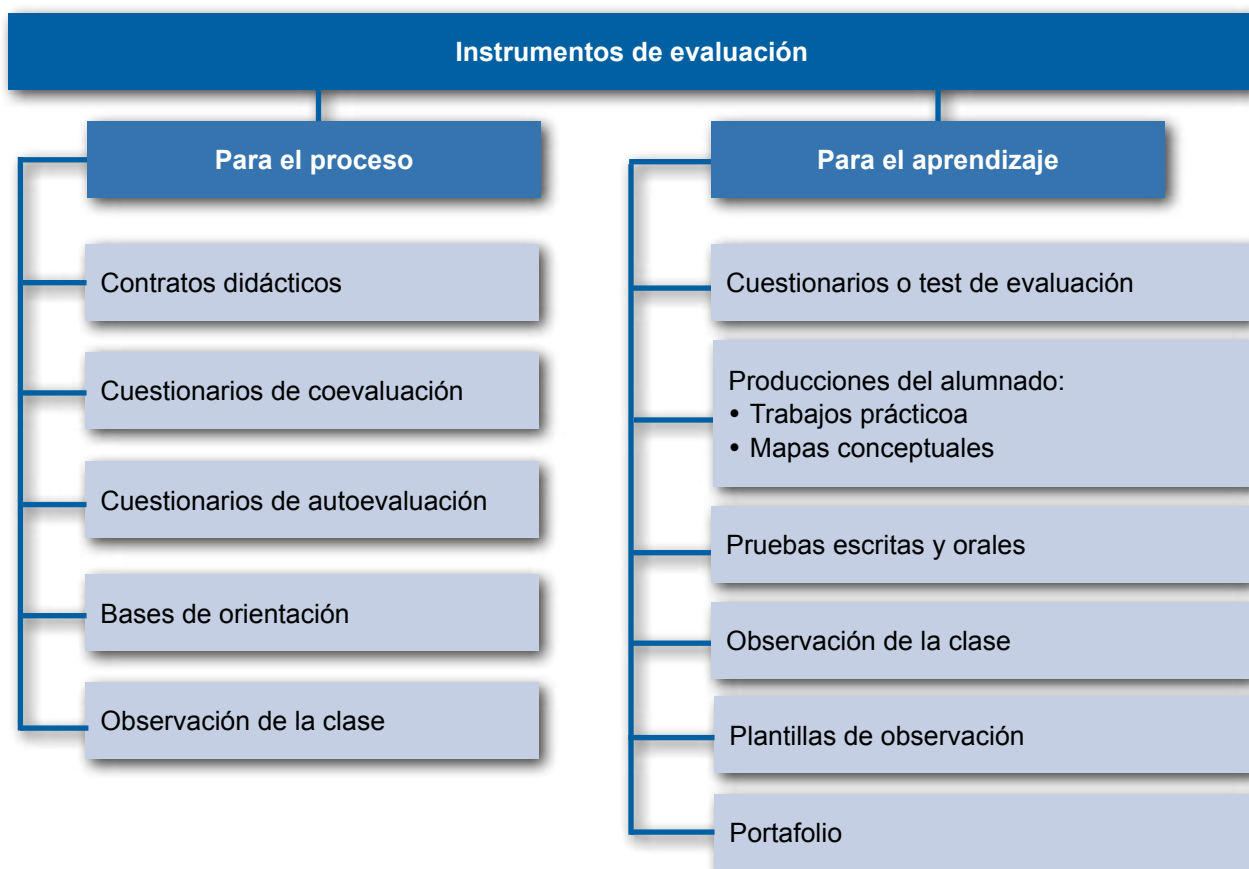 Instrumentos de evaluación
Para el proceso
Contratos didácticos
Cuestionarios de coevaluación
Cuestionarios de autoevaluación
Bases de orientación
Observación de la clase
Para el aprendizaje
Cuestionarios o test de evaluación
Producciones del alumnado:
• Trabajos prácticoa
• Mapas conceptuales
Pruebas escritas y orales
Observación de la clase
Plantillas de observación
Portafolio